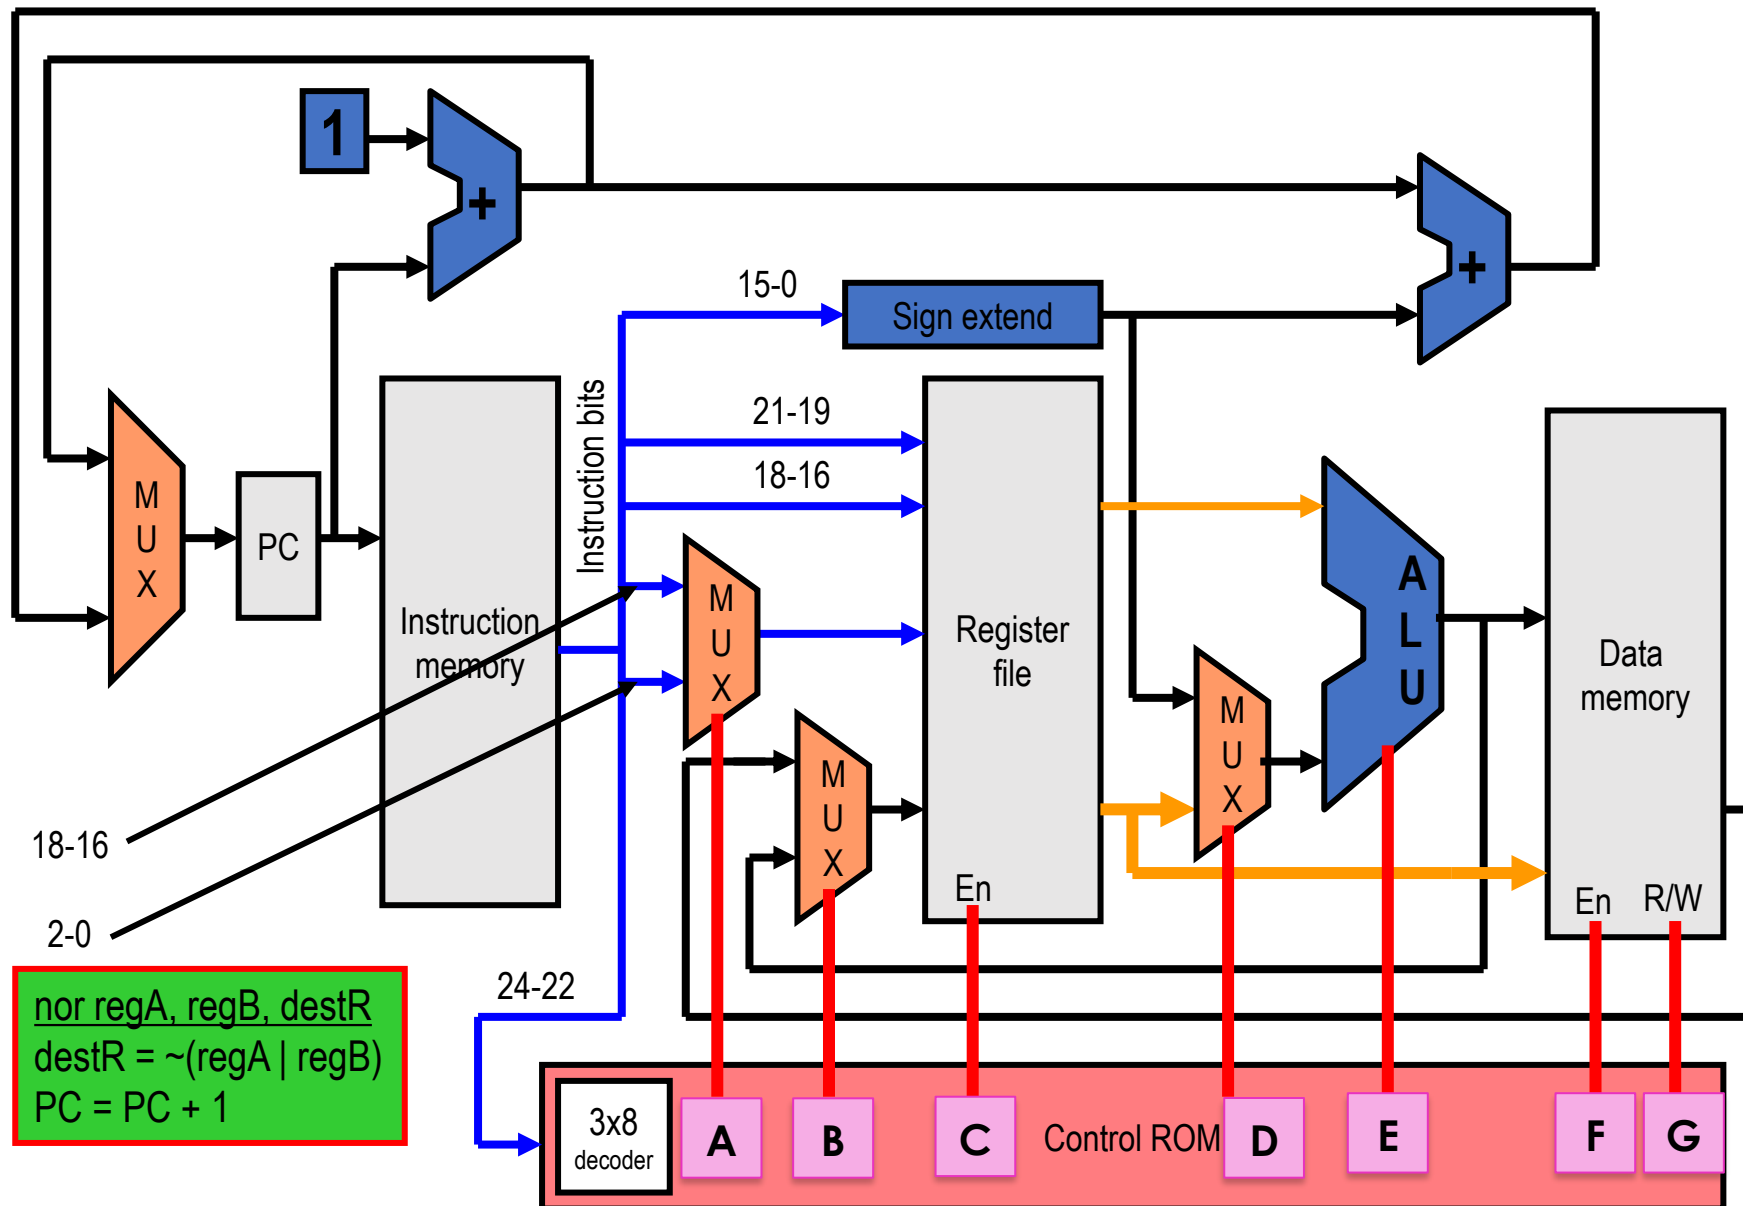 1
+
+
15-0
Sign extend
Instruction bits
21-19
18-16
M
U
X
PC
Instruction
memory
M
U
X
Register
file
A
L
U
M
U
X
Data
memory
M
U
X
18-16
2-0
En
En
R/W
24-22
nor regA, regB, destR
destR = ~(regA | regB)
PC = PC + 1
3x8
decoder
A
B
C
Control ROM
D
E
F
G